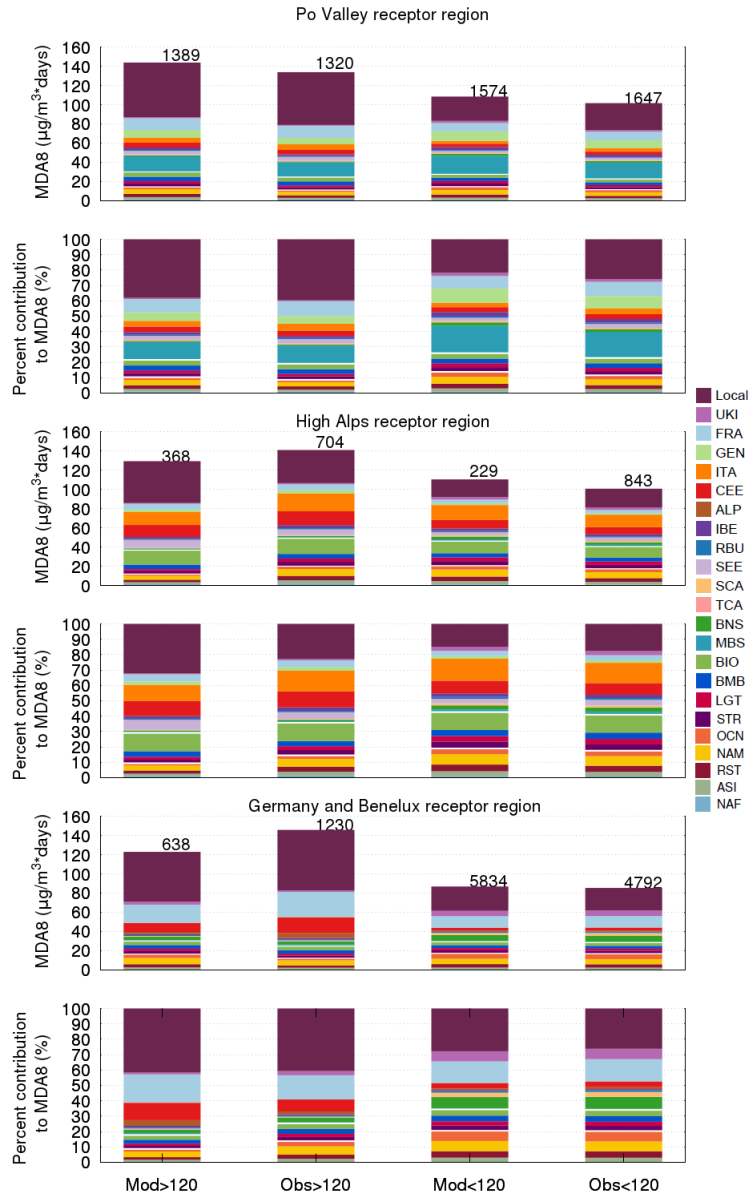 Po Valley receptor region
MDA8 (µg/m³*days)
160
140
120
100
80
60
40
20
0
1389
1320
1574
1647
Percent contribution
to MDA8 (%)
100
90
80
70
60
50
40
30
20
10
0
High Alps receptor region
MDA8 (µg/m³*days)
160
140
120
100
80
60
40
20
0
368
704
229
843
Percent contribution
to MDA8 (%)
100
90
80
70
60
50
40
30
20
10
0
Germany and Benelux receptor region
MDA8 (µg/m³*days)
160
140
120
100
80
60
40
20
0
638
1230
5834
4792
Percent contribution
to MDA8 (%)
100
90
80
70
60
50
40
30
20
10
0
Mod>120
Obs>120
Mod<120
Obs<120
Local
UKI
FRA
GEN
ITA
CEE
ALP
IBE
RBU
SEE
SCA
TCA
BNS
MBS
BIO
BMB
LGT
STR
OCN
NAM
RST
ASI
NAF